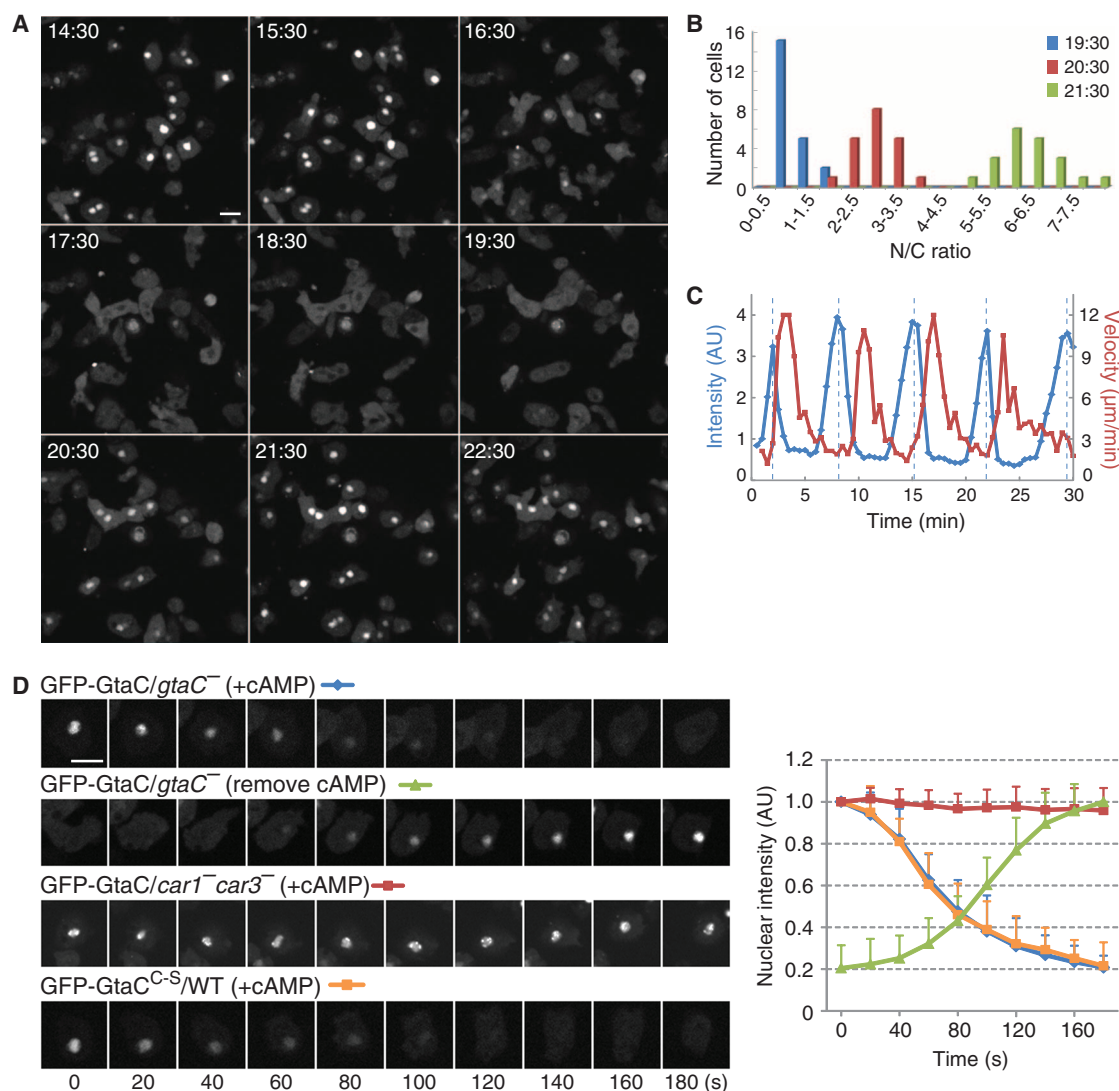 A
14:30
15:30
16:30
17:30
18:30
19:30
20:30
21:30
22:30
B
16
12
8
4
0
Number of cells
19:30
20:30
21:30
0-0.5
1-1.5
2-2.5
3-3.5
4-4.5
5-5.5
6-6.5
7-7.5
N/C ratio
C
4
3
2
1
0
Intensity (AU)
12
9
6
3
0
Velocity (μm/min)
0
5
10
15
20
25
30
Time (min)
D
GFP-GtaC/gtaC⁻ (+cAMP)
GFP-GtaC/gtaC⁻ (remove cAMP)
GFP-GtaC/car1⁻car3⁻ (+cAMP)
GFP-GtaC^C-S/WT (+cAMP)
0 20 40 60 80 100 120 140 160 180 (s)
1.2
1.0
0.8
0.6
0.4
0.2
Nuclear intensity (AU)
0 40 80 120 160
Time (s)